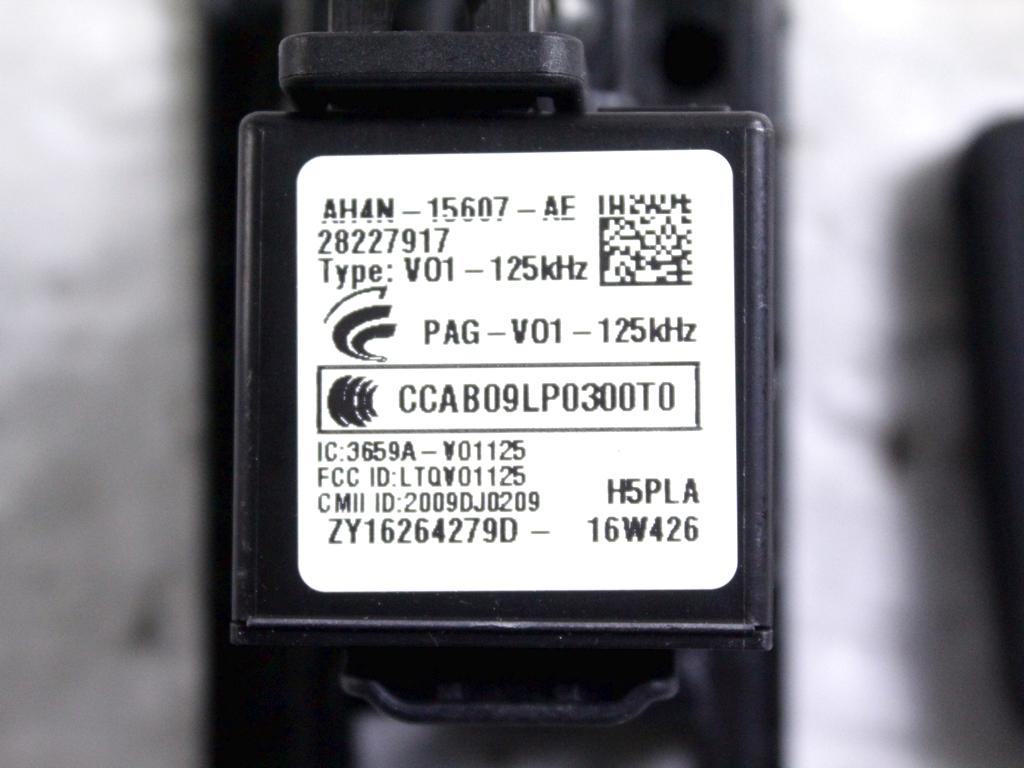 AH4N-15607-AE
28227917
Type: V01-125kHz
PAG-V01-125kHz
CCAB09LP0300T0
IC:3659A-V01125
FCC ID:LTQV01125
CMII ID:2009DJ0209
H5PLA
ZY16264279D - 16W426